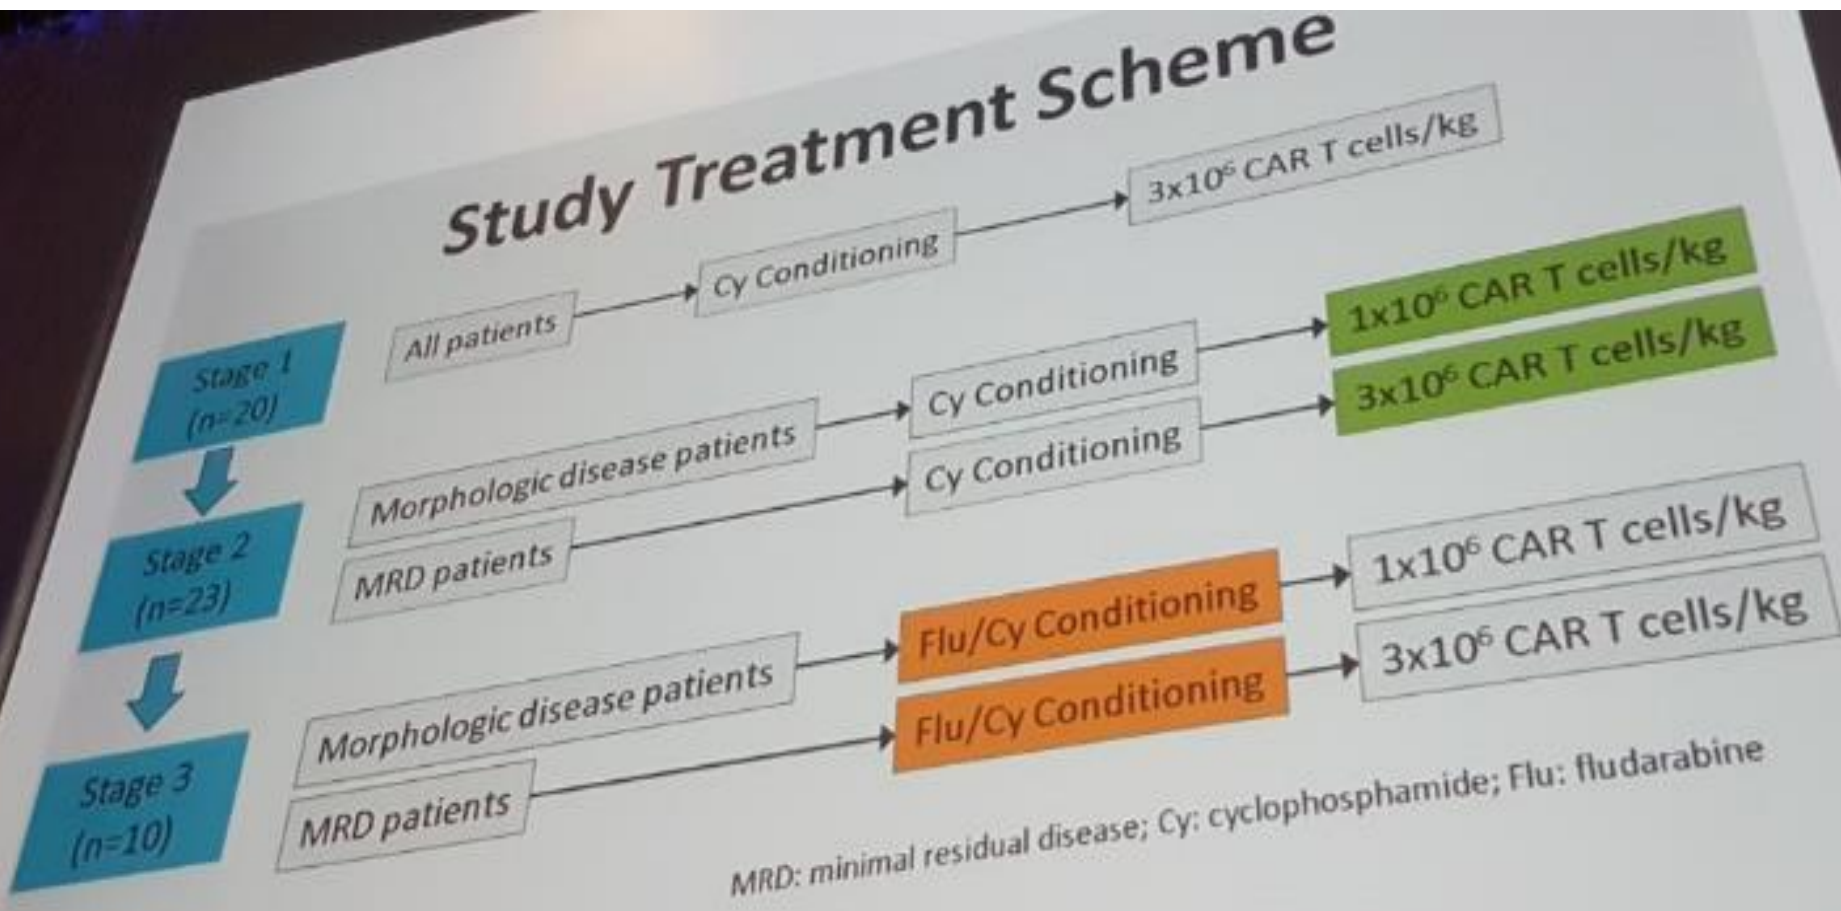 Study Treatment Scheme
Stage 1
(n=20)
All patients
Cy Conditioning
3x10⁶ CAR T cells/kg
Stage 2
(n=23)
Morphologic disease patients
Cy Conditioning
1x10⁶ CAR T cells/kg
MRD patients
Cy Conditioning
3x10⁶ CAR T cells/kg
Stage 3
(n=10)
Morphologic disease patients
Flu/Cy Conditioning
1x10⁶ CAR T cells/kg
MRD patients
Flu/Cy Conditioning
3x10⁶ CAR T cells/kg
MRD: minimal residual disease; Cy: cyclophosphamide; Flu: fludarabine